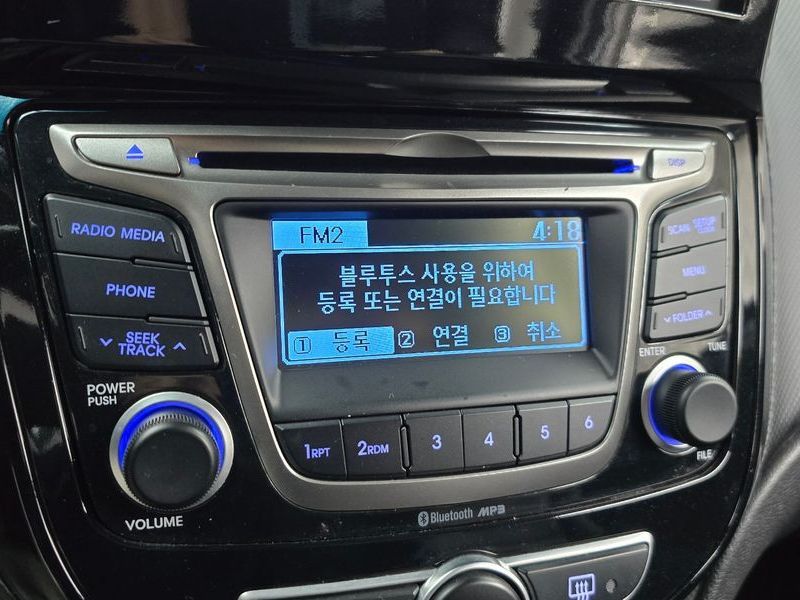 DISP
RADIO MEDIA
PHONE
SEEK
TRACK
FM2 4:18
블루투스 사용을 위하여
등록 또는 연결이 필요합니다
1 등록 2 연결 3 취소
SCAN SETUP
CLOCK
MENU
FOLDER
POWER
PUSH
VOLUME
1RPT 2RDM 3 4 5 6
ENTER TUNE
FILE
Bluetooth MP3